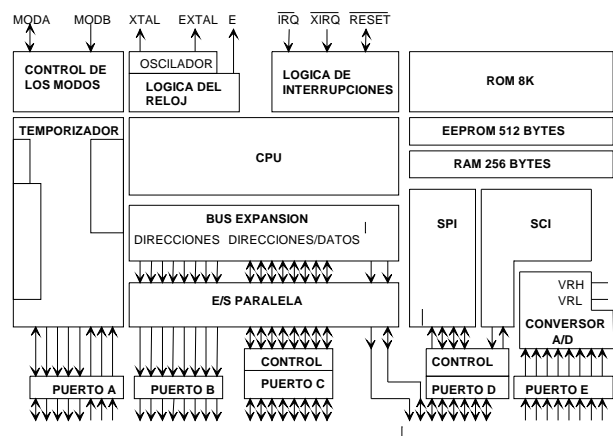 MODA MODB XTAL EXTAL E IRQ XIRQ RESET
CONTROL DE
LOS MODOS
OSCILADOR
LOGICA DEL
RELOJ
LOGICA DE
INTERRUPCIONES
ROM 8K
TEMPORIZADOR
CPU
EEPROM 512 BYTES
RAM 256 BYTES
BUS EXPANSION
DIRECCIONES DIRECCIONES/DATOS
SPI
SCI
E/S PARALELA
VRH
VRL
CONVERSOR
A/D
CONTROL
CONTROL
PUERTO A
PUERTO B
PUERTO C
PUERTO D
PUERTO E